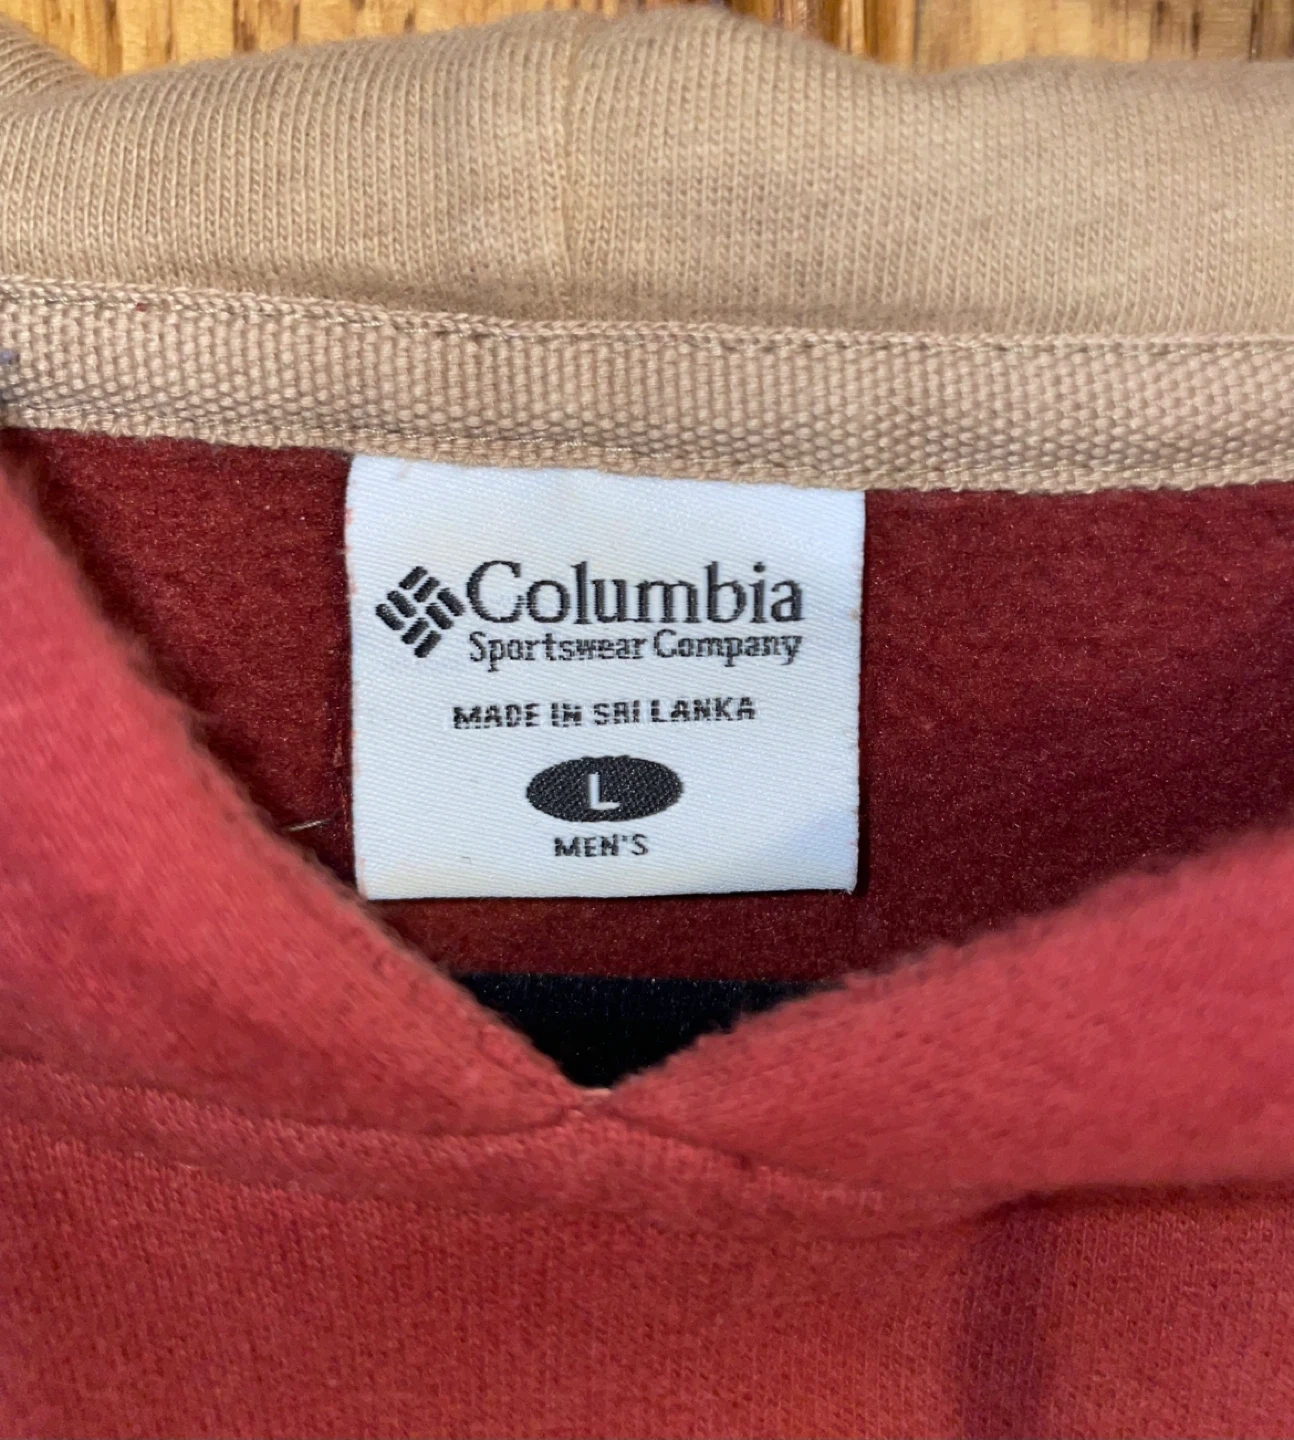 Columbia
Sportswear Company
MADE IN SRI LANKA
L
MEN'S